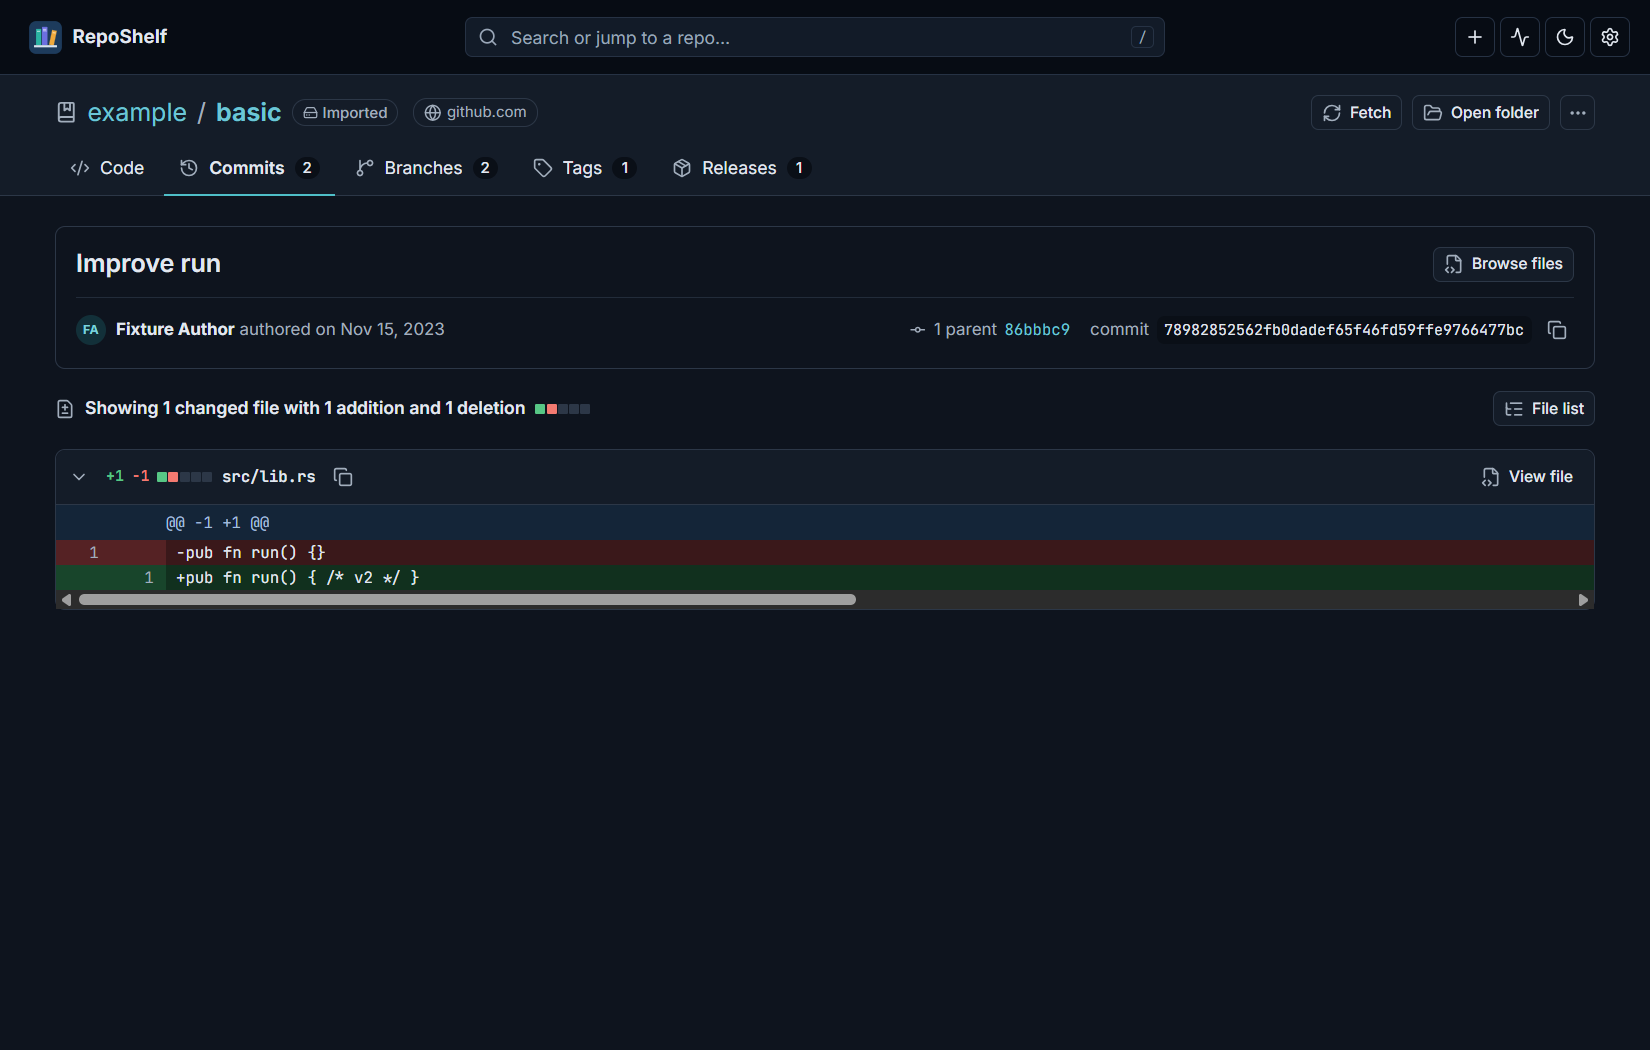 RepoShelf
Search or jump to a repo... /
example / basic Imported github.com
Fetch Open folder
Code Commits 2 Branches 2 Tags 1 Releases 1
Improve run
Browse files
FA Fixture Author authored on Nov 15, 2023
1 parent 86bbbc9 commit 78982852562fb0dadef65f46fd59ffe9766477bc
Showing 1 changed file with 1 addition and 1 deletion
File list
+1 -1 src/lib.rs
View file
@@ -1 +1 @@
1 -pub fn run() {}
1 +pub fn run() { /* v2 */ }